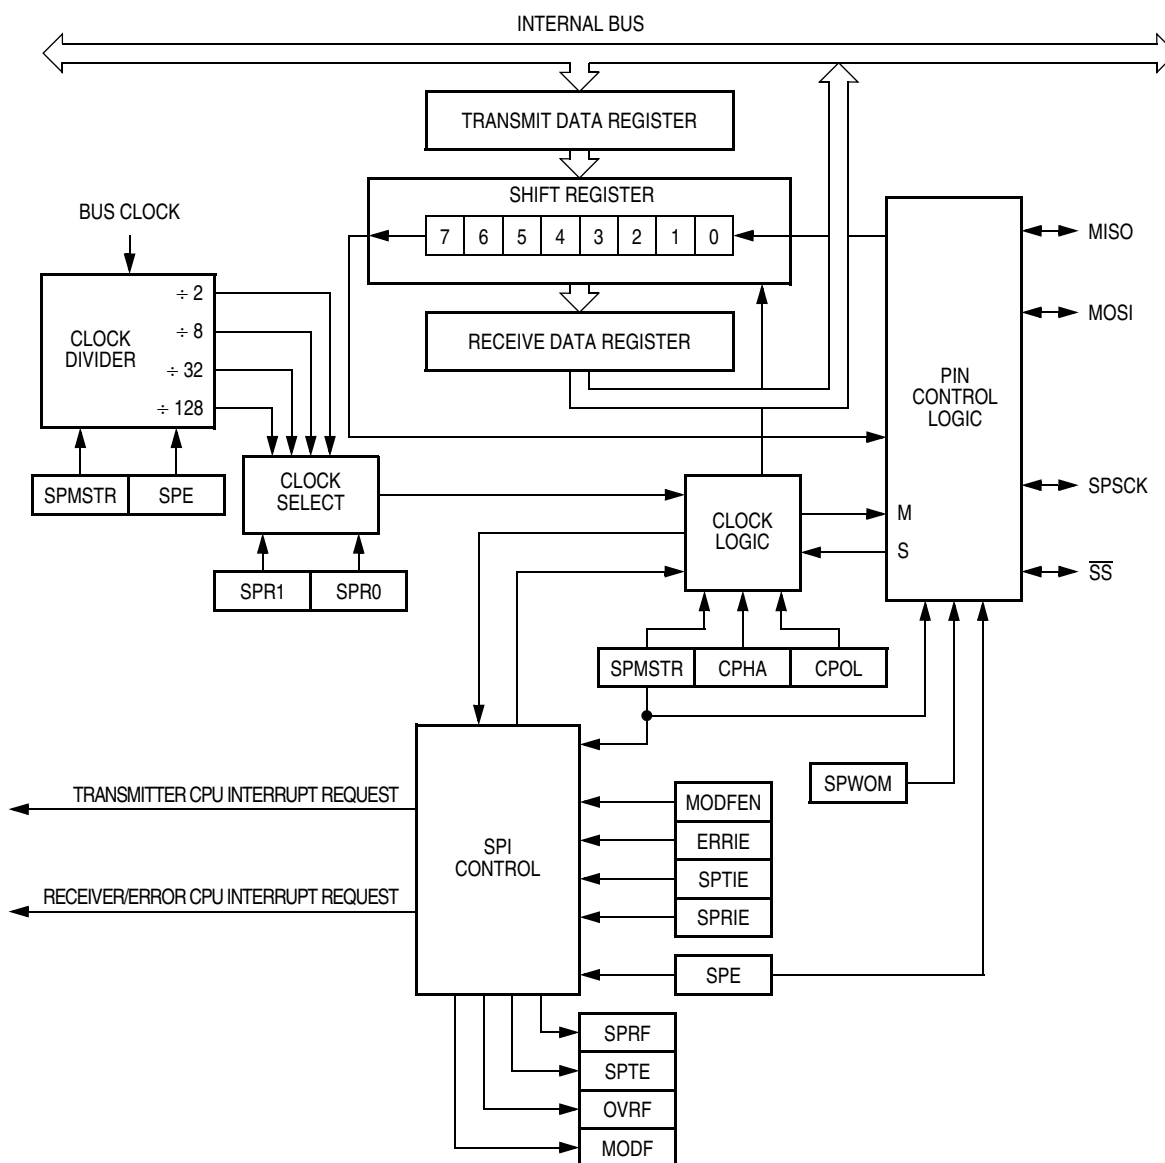 INTERNAL BUS
TRANSMIT DATA REGISTER
SHIFT REGISTER
7 6 5 4 3 2 1 0
BUS CLOCK
CLOCK
DIVIDER
÷ 2
÷ 8
÷ 32
÷ 128
RECEIVE DATA REGISTER
PIN
CONTROL
LOGIC
M
S
MISO
MOSI
SPSCK
S̅S̅
SPMSTR SPE
CLOCK
SELECT
SPR1 SPR0
CLOCK
LOGIC
SPMSTR CPHA CPOL
SPWOM
TRANSMITTER CPU INTERRUPT REQUEST
RECEIVER/ERROR CPU INTERRUPT REQUEST
SPI
CONTROL
MODFEN
ERRIE
SPTIE
SPRIE
SPE
SPRF
SPTE
OVRF
MODF